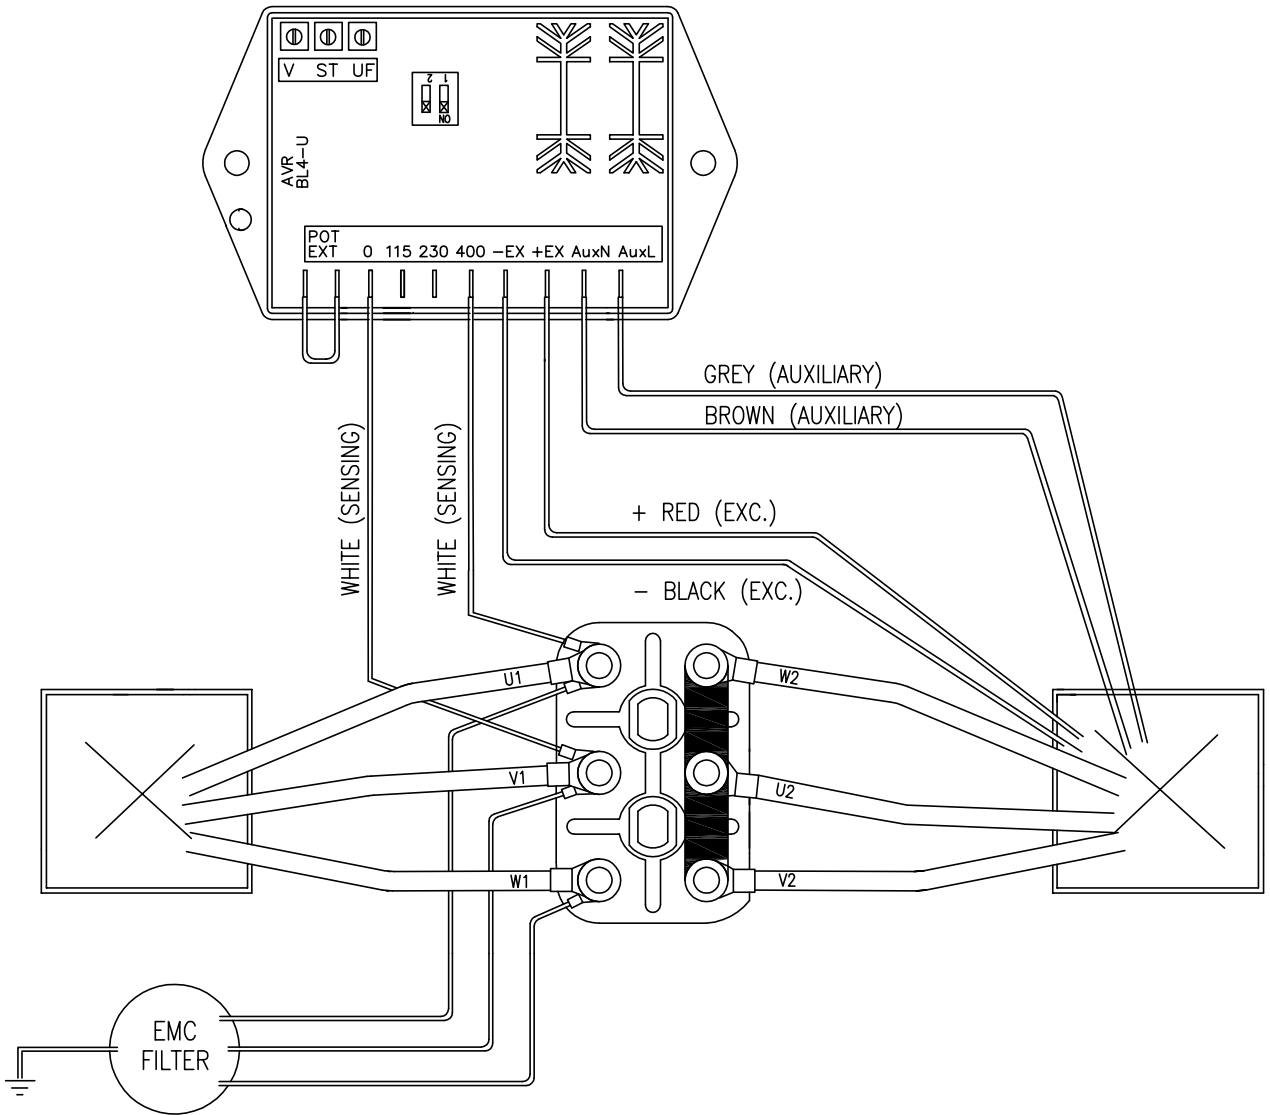 V ST UF
2 1
ON
AVR
BL4-U
POT
EXT 0 115 230 400 -EX +EX AuxN AuxL
GREY (AUXILIARY)
BROWN (AUXILIARY)
WHITE (SENSING)
WHITE (SENSING)
+ RED (EXC.)
- BLACK (EXC.)
U1
W2
V1
U2
W1
V2
EMC
FILTER